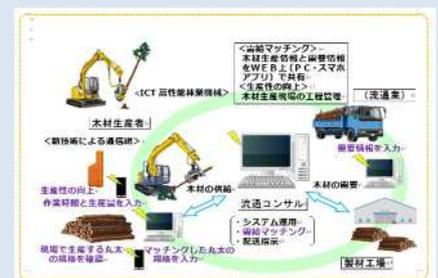 <需給マッチング>
木材生産情報と需要情報
をWEB上（PC・スマホ
アプリ）で共有
<生産性の向上>
木材生産現場の工程管理
<ICT 高性能林業機械>
（流通業）
木材生産者
<新技術による通信網>
需要情報を入力
生産性の向上
作業時間と生産量を入力
木材の供給
木材の需要
流通コンサル
・システム運用
・需給マッチング
・配送指示
現場で生産する丸太
の規格を確認
マッチングした丸太の
規格を入力
製材工場